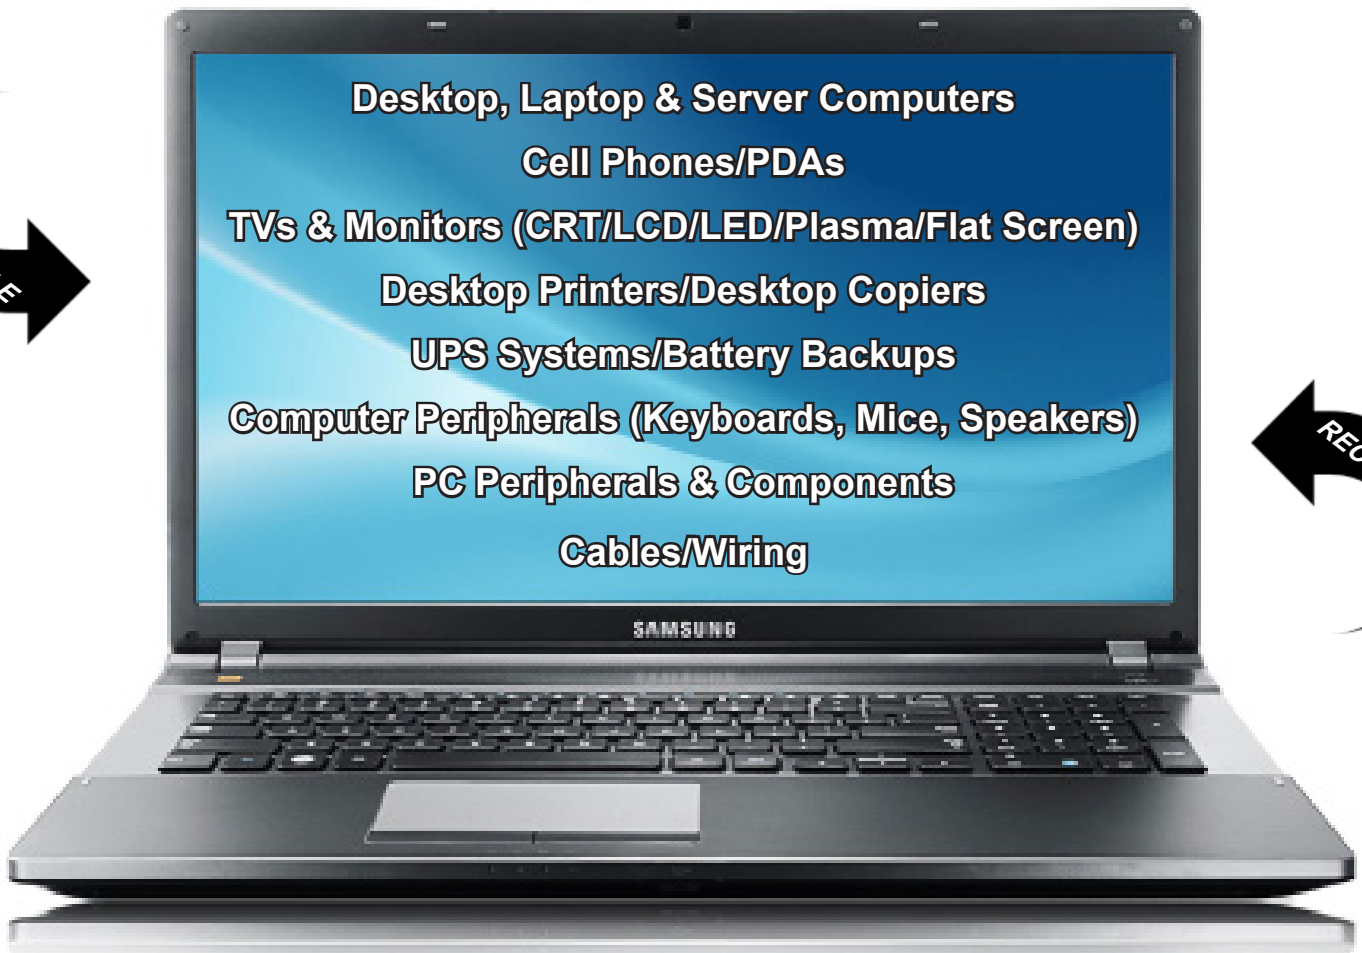 Desktop, Laptop & Server Computers
Cell Phones/PDAs
TVs & Monitors (CRT/LCD/LED/Plasma/Flat Screen)
Desktop Printers/Desktop Copiers
UPS Systems/Battery Backups
Computer Peripherals (Keyboards, Mice, Speakers)
PC Peripherals & Components
Cables/Wiring
SAMSUNG